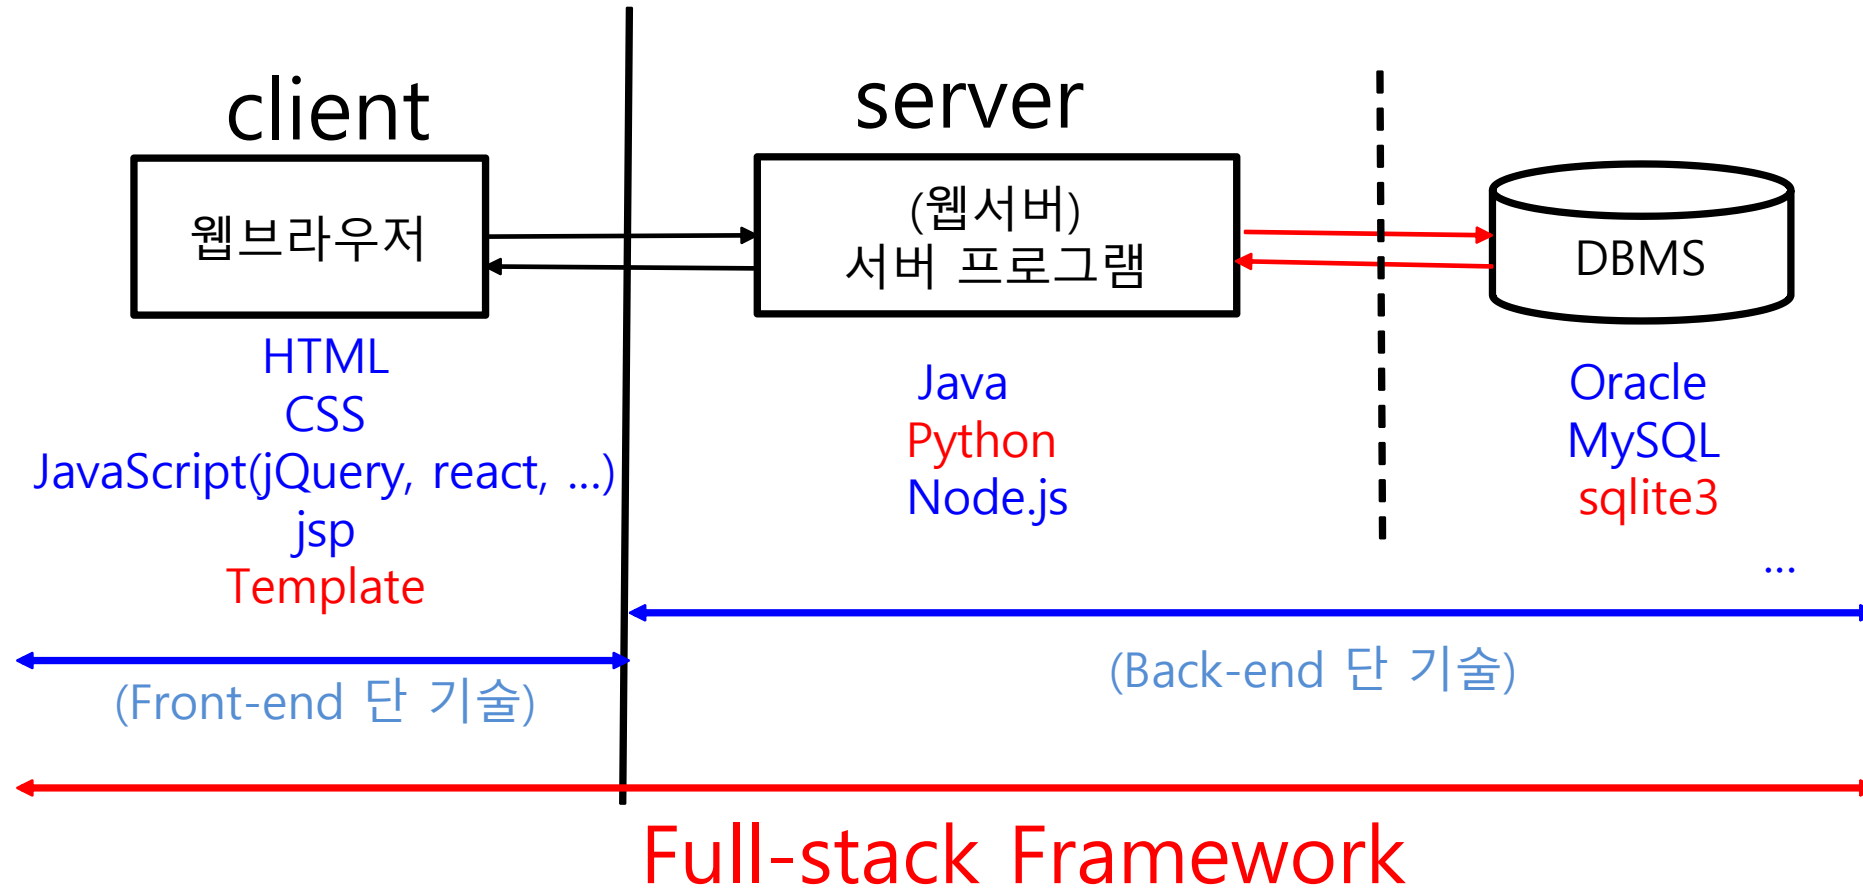 client
server
웹브라우저
(웹서버)
서버 프로그램
DBMS
HTML
CSS
JavaScript(jQuery, react, ...)
jsp
Template
Java
Python
Node.js
Oracle
MySQL
sqlite3
...
(Front-end 단 기술)
(Back-end 단 기술)
Full-stack Framework